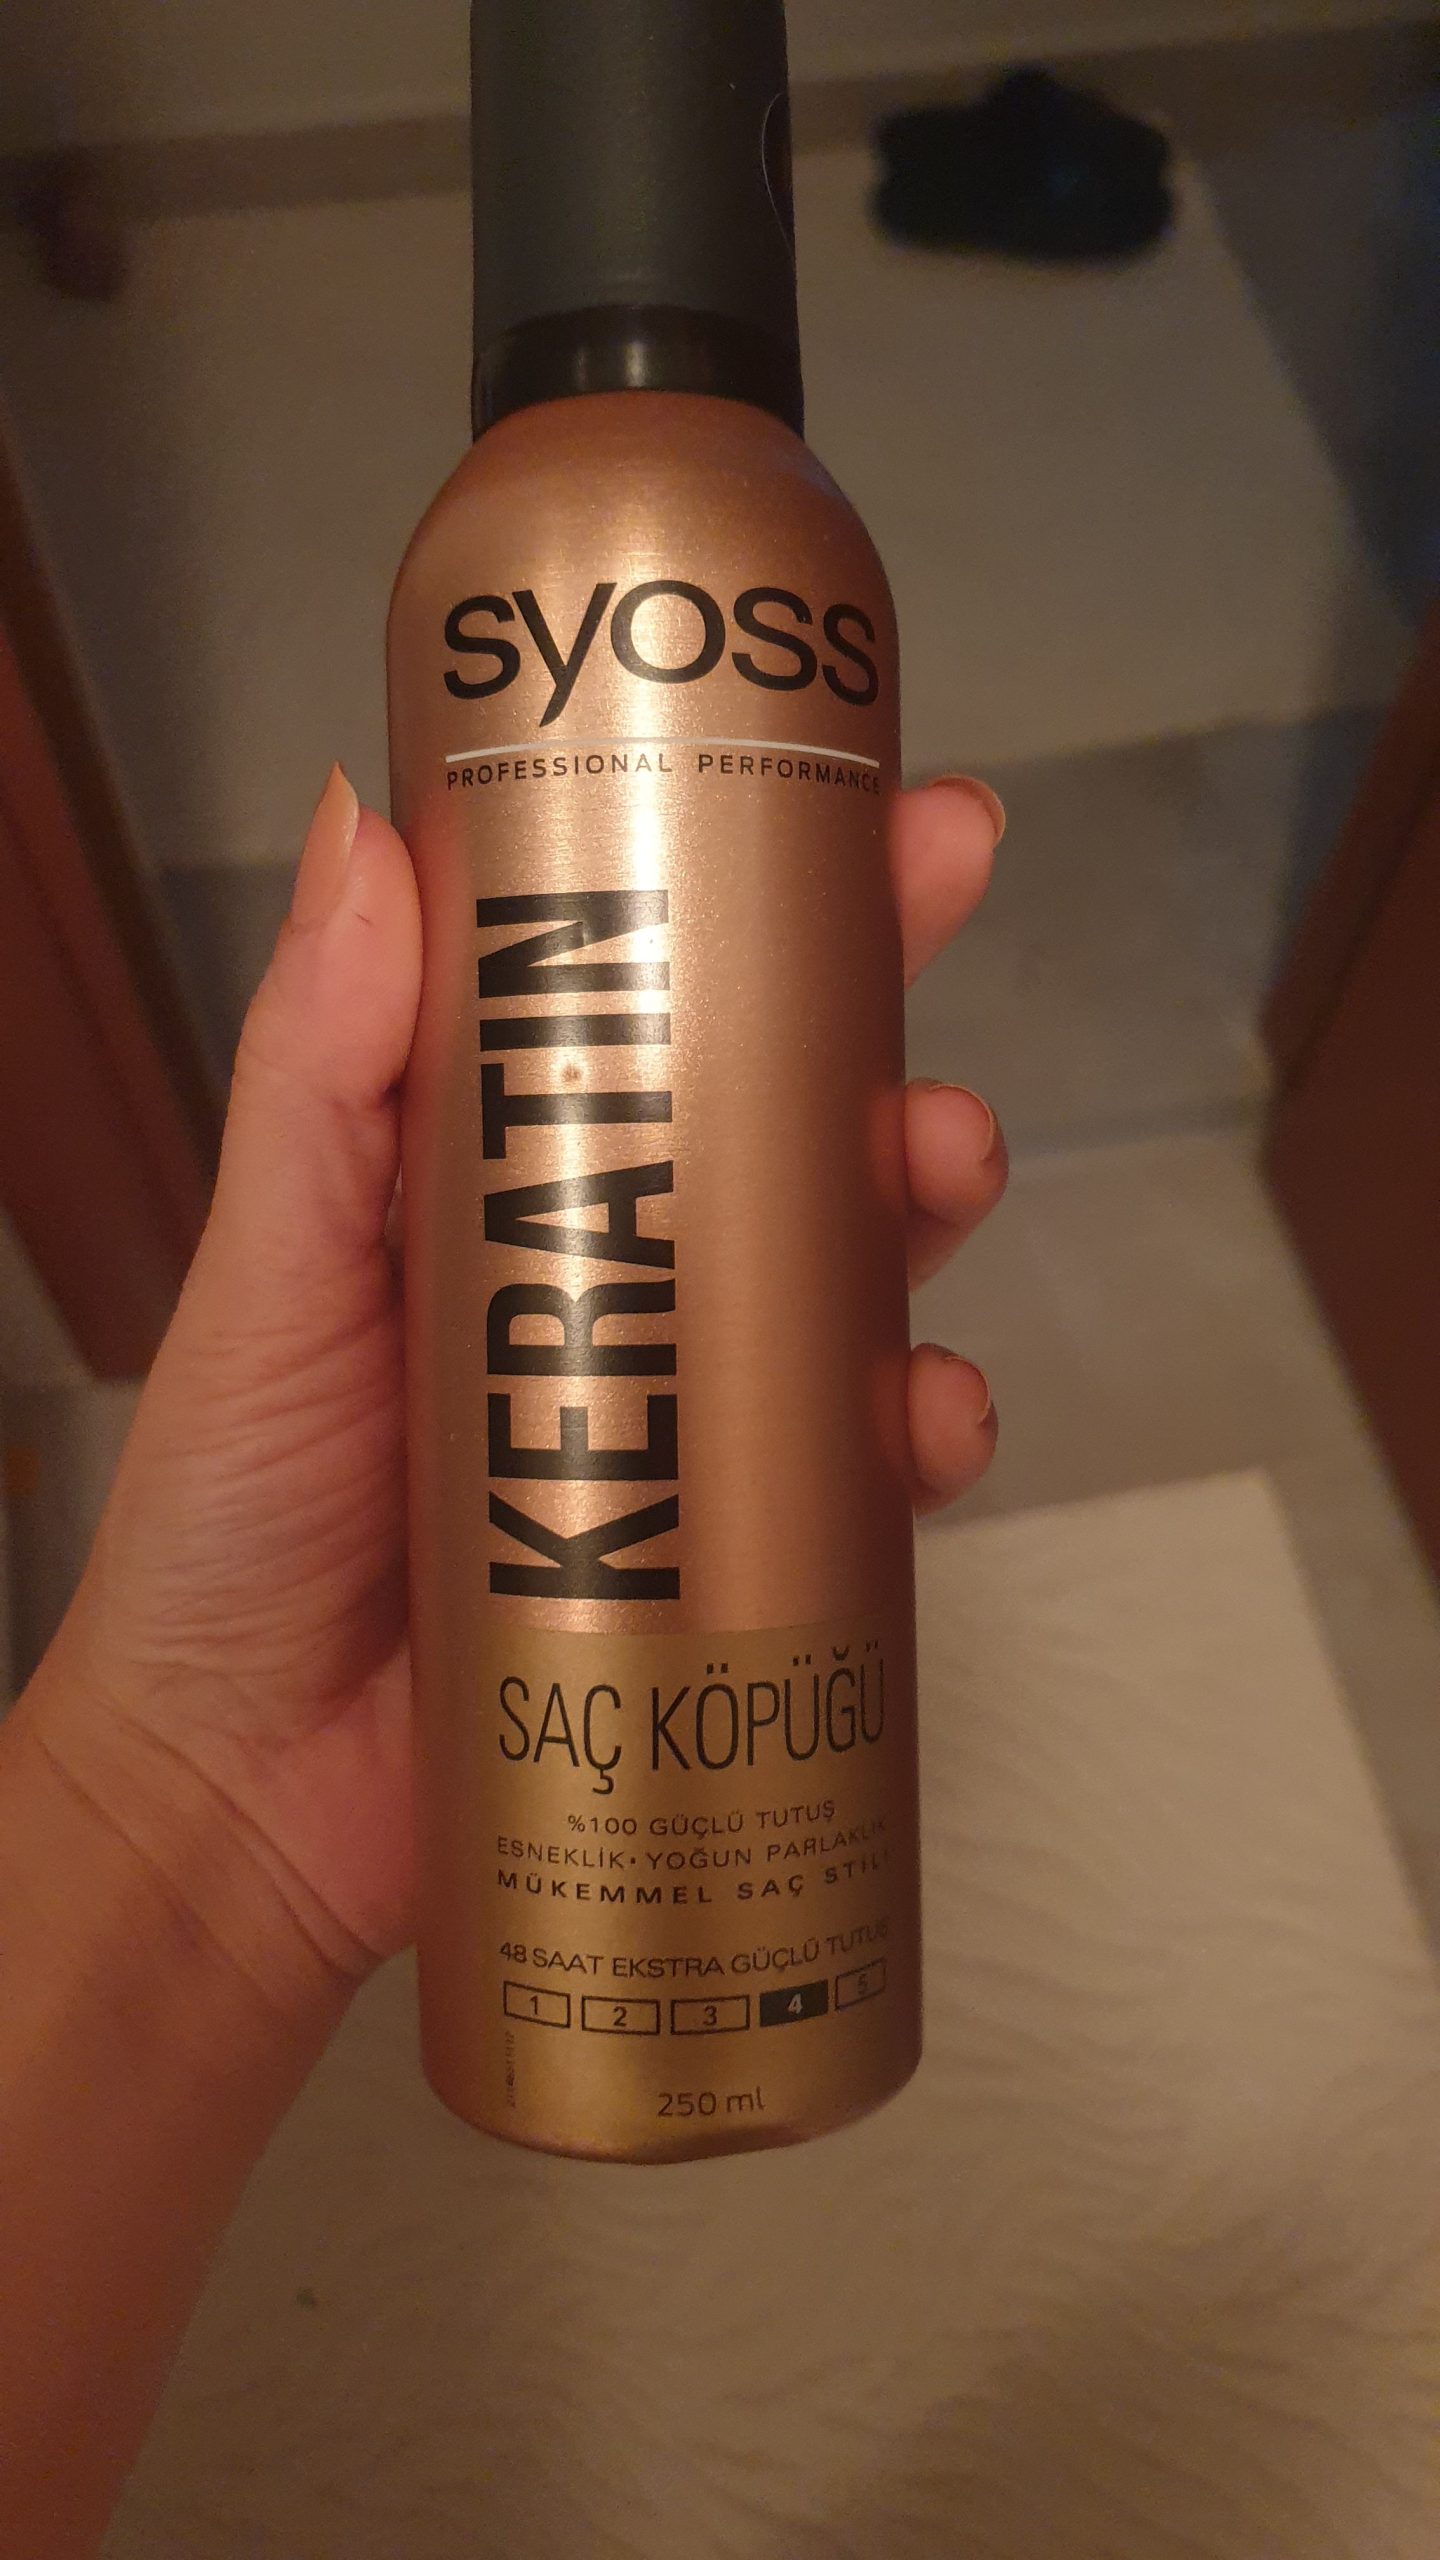 syoss
PROFESSIONAL PERFORMANCE
KERATIN
SAÇ KÖPÜĞÜ
%100 GÜÇLÜ TUTUŞ
ESNEKLİK • YOĞUN PARLAKLIK
MÜKEMMEL SAÇ STİLİ
48 SAAT EKSTRA GÜÇLÜ TUTUŞ
1 2 3 4 5
250 ml